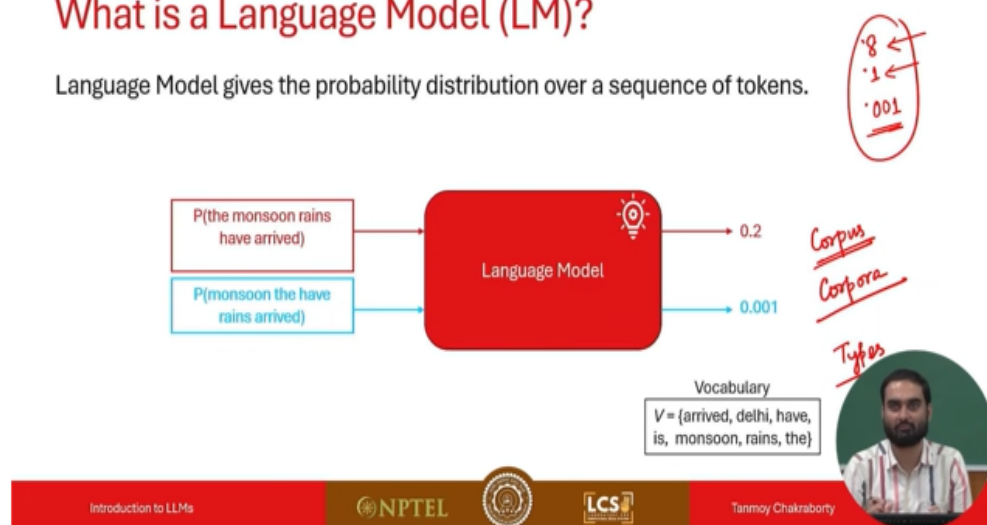 What is a Language Model (LM)?
Language Model gives the probability distribution over a sequence of tokens.
.8
.1
.001
P(the monsoon rains
have arrived)
Language Model
0.2
P(monsoon the have
rains arrived)
0.001
Corpus
Corpora
Types
Vocabulary
V = {arrived, delhi, have,
is, monsoon, rains, the}
Introduction to LLMs
NPTEL
LCS
Tanmoy Chakraborty